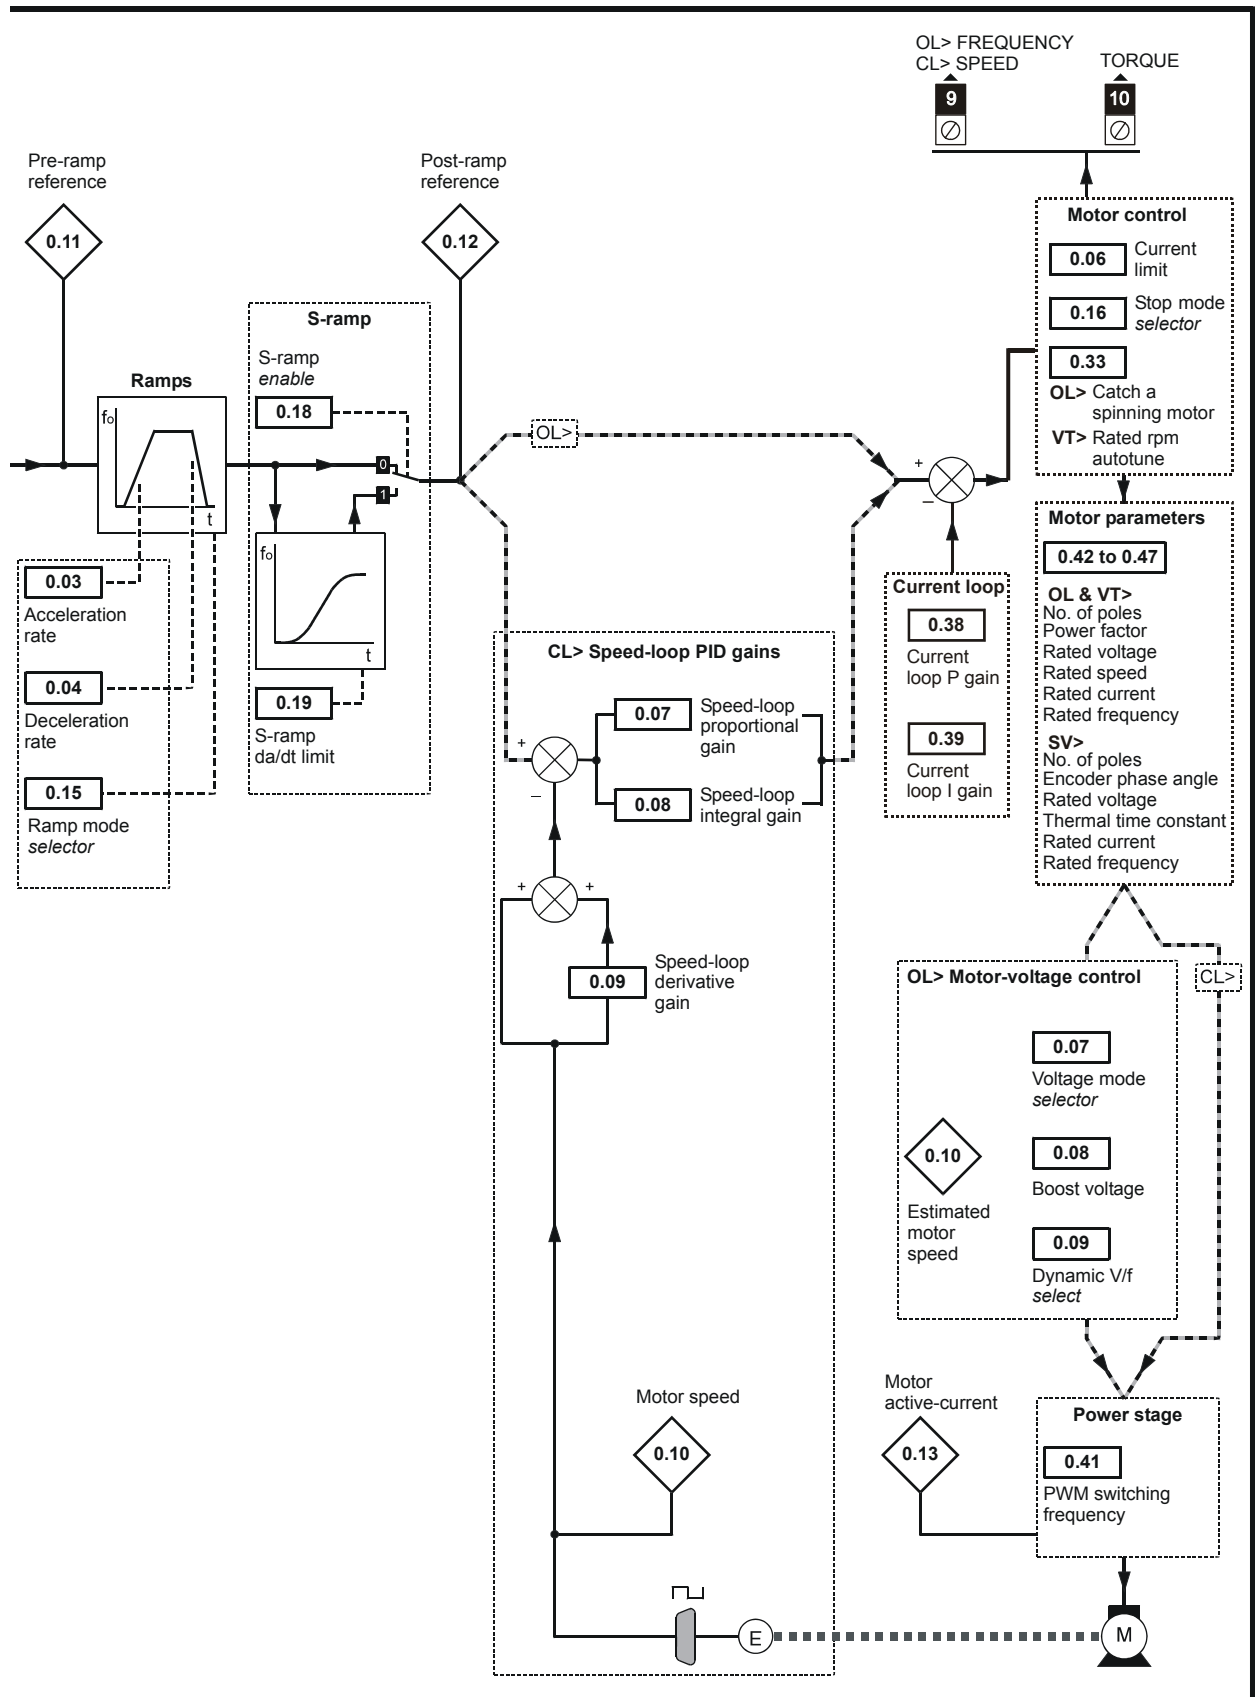 OL> FREQUENCY
CL> SPEED
TORQUE
9
10
Pre-ramp
reference
0.11
Post-ramp
reference
0.12
Ramps
fo
t
0.03
Acceleration
rate
0.04
Deceleration
rate
0.15
Ramp mode
selector
S-ramp
S-ramp
enable
0.18
0
1
fo
t
0.19
S-ramp
da/dt limit
OL>
+
–
Motor control
0.06
Current
limit
0.16
Stop mode
selector
0.33
OL> Catch a
spinning motor
VT> Rated rpm
autotune
Current loop
0.38
Current
loop P gain
0.39
Current
loop I gain
Motor parameters
0.42 to 0.47
OL & VT>
No. of poles
Power factor
Rated voltage
Rated speed
Rated current
Rated frequency
SV>
No. of poles
Encoder phase angle
Rated voltage
Thermal time constant
Rated current
Rated frequency
CL> Speed-loop PID gains
+
–
0.07
Speed-loop
proportional
gain
0.08
Speed-loop
integral gain
+
+
0.09
Speed-loop
derivative
gain
OL> Motor-voltage control
CL>
0.07
Voltage mode
selector
0.10
Estimated
motor
speed
0.08
Boost voltage
0.09
Dynamic V/f
select
Motor speed
0.10
Motor
active-current
0.13
Power stage
0.41
PWM switching
frequency
E
M